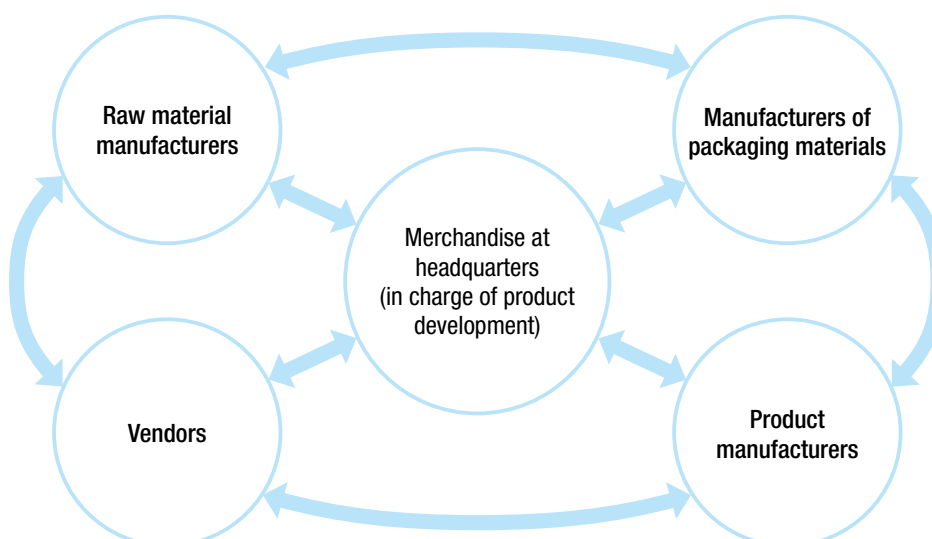 Raw material
manufacturers
Manufacturers of
packaging materials
Merchandise at
headquarters
(in charge of product
development)
Vendors
Product
manufacturers